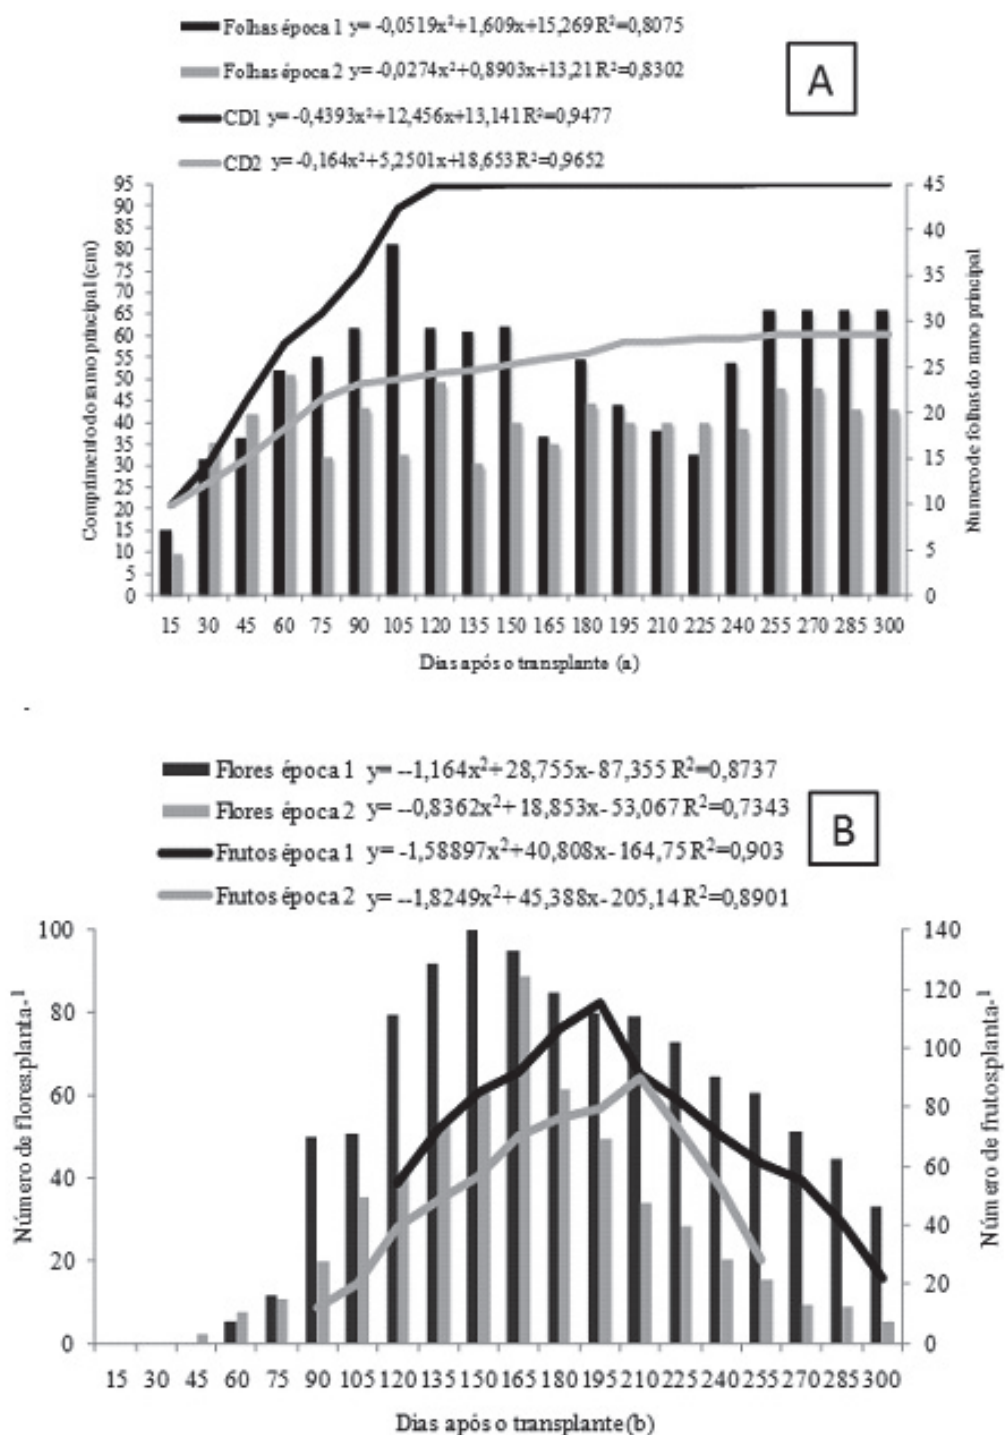 Folhas época 1 y= -0,0519x²+1,609x+15,269 R²=0,8075
A
Folhas época 2 y= -0,0274x²+0,8903x+13,21 R²=0,8302
CD1 y= -0,4393x²+12,456x+13,141 R²=0,9477
CD2 y= -0,164x²+5,2501x+18,653 R²=0,9652
Comprimento do ramo principal (cm)
95
90
85
80
75
70
65
60
55
50
45
40
35
30
25
20
15
10
5
0
45
40
35
30
25
20
15
10
5
0
Numero de folhas do ramo principal
15 30 45 60 75 90 105 120 135 150 165 180 195 210 225 240 255 270 285 300
Dias após o transplante (a)
-
Flores época 1 y= --1,164x²+28,755x-87,355 R²=0,8737
Flores época 2 y= --0,8362x²+18,853x-53,067 R²=0,7343
B
Frutos época 1 y= -1,58897x²+40,808x-164,75 R²=0,903
Frutos época 2 y= --1,8249x²+45,388x-205,14 R²=0,8901
Número de flores.planta-¹
100
80
60
40
20
0
140
120
100
80
60
40
20
0
Número de frutosplanta-¹
15 30 45 60 75 90 105 120 135 150 165 180 195 210 225 240 255 270 285 300
Dias após o transplante (b)